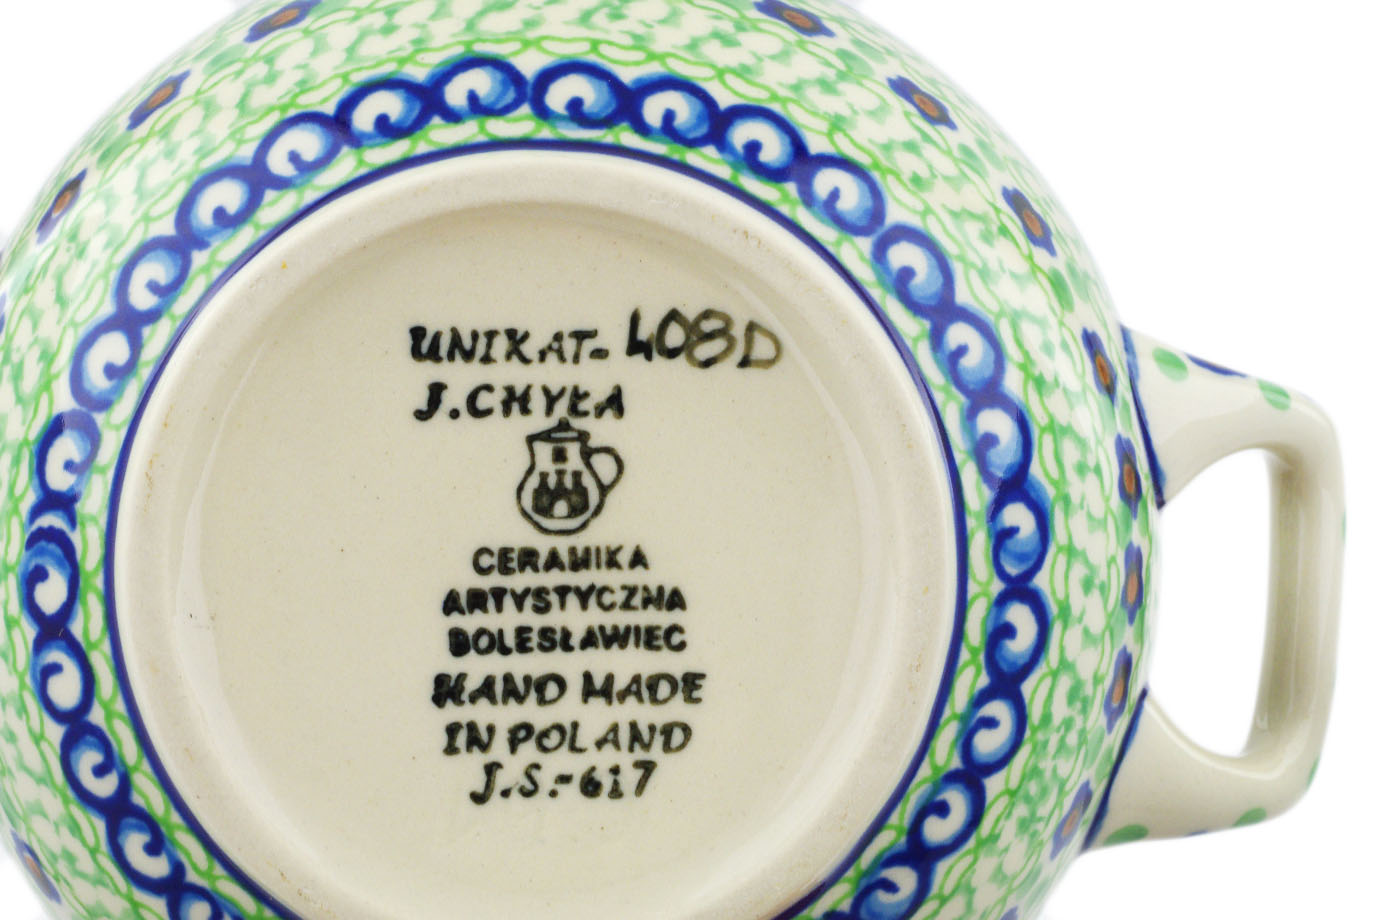 UNIKAT- 408D
J. CHYŁA
CERAMIKA
ARTYSTYCZNA
BOLESŁAWIEC
HAND MADE
IN POLAND
J.S.-617